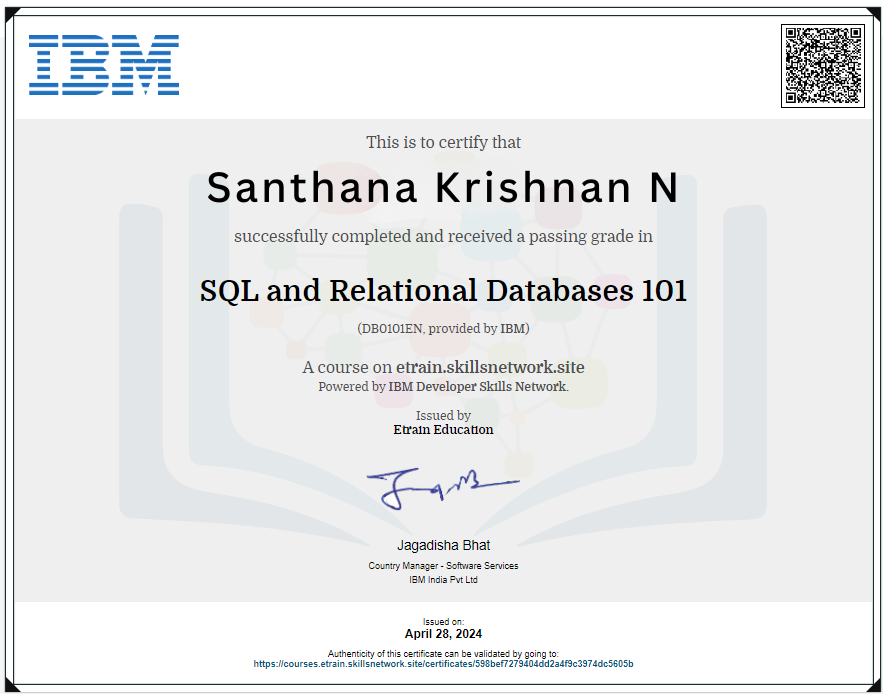 IBM
This is to certify that
Santhana Krishnan N
successfully completed and received a passing grade in
SQL and Relational Databases 101
(DB0101EN, provided by IBM)
A course on etrain.skillsnetwork.site
Powered by IBM Developer Skills Network.
Issued by
Etrain Education
Jagadisha Bhat
Country Manager - Software Services
IBM India Pvt Ltd
Issued on:
April 28, 2024
Authenticity of this certificate can be validated by going to:
https://courses.etrain.skillsnetwork.site/certificates/598bef7279404dd2a4f9c3974dc5605b